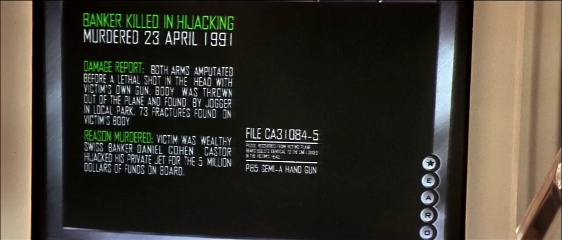 BANKER KILLED IN HIJACKING
MURDERED 23 APRIL 1991
DAMAGE REPORT: BOTH ARMS AMPUTATED
BEFORE A LETHAL SHOT IN THE HEAD WITH
VICTIM'S OWN GUN. BODY WAS THROWN
OUT OF THE PLANE AND FOUND BY JOGGER
IN LOCAL PARK. 73 FRACTURES FOUND ON
VICTIM'S BODY
REASON MURDERED: VICTIM WAS WEALTHY
SWISS BANKER DANIEL COHEN. CASTOR
HIJACKED HIS PRIVATE JET FOR THE 5 MILLION
DOLLARS OF FUNDS ON BOARD.
FILE CA31084-5
P85 SEMI-A HAND GUN
E
A
R
D